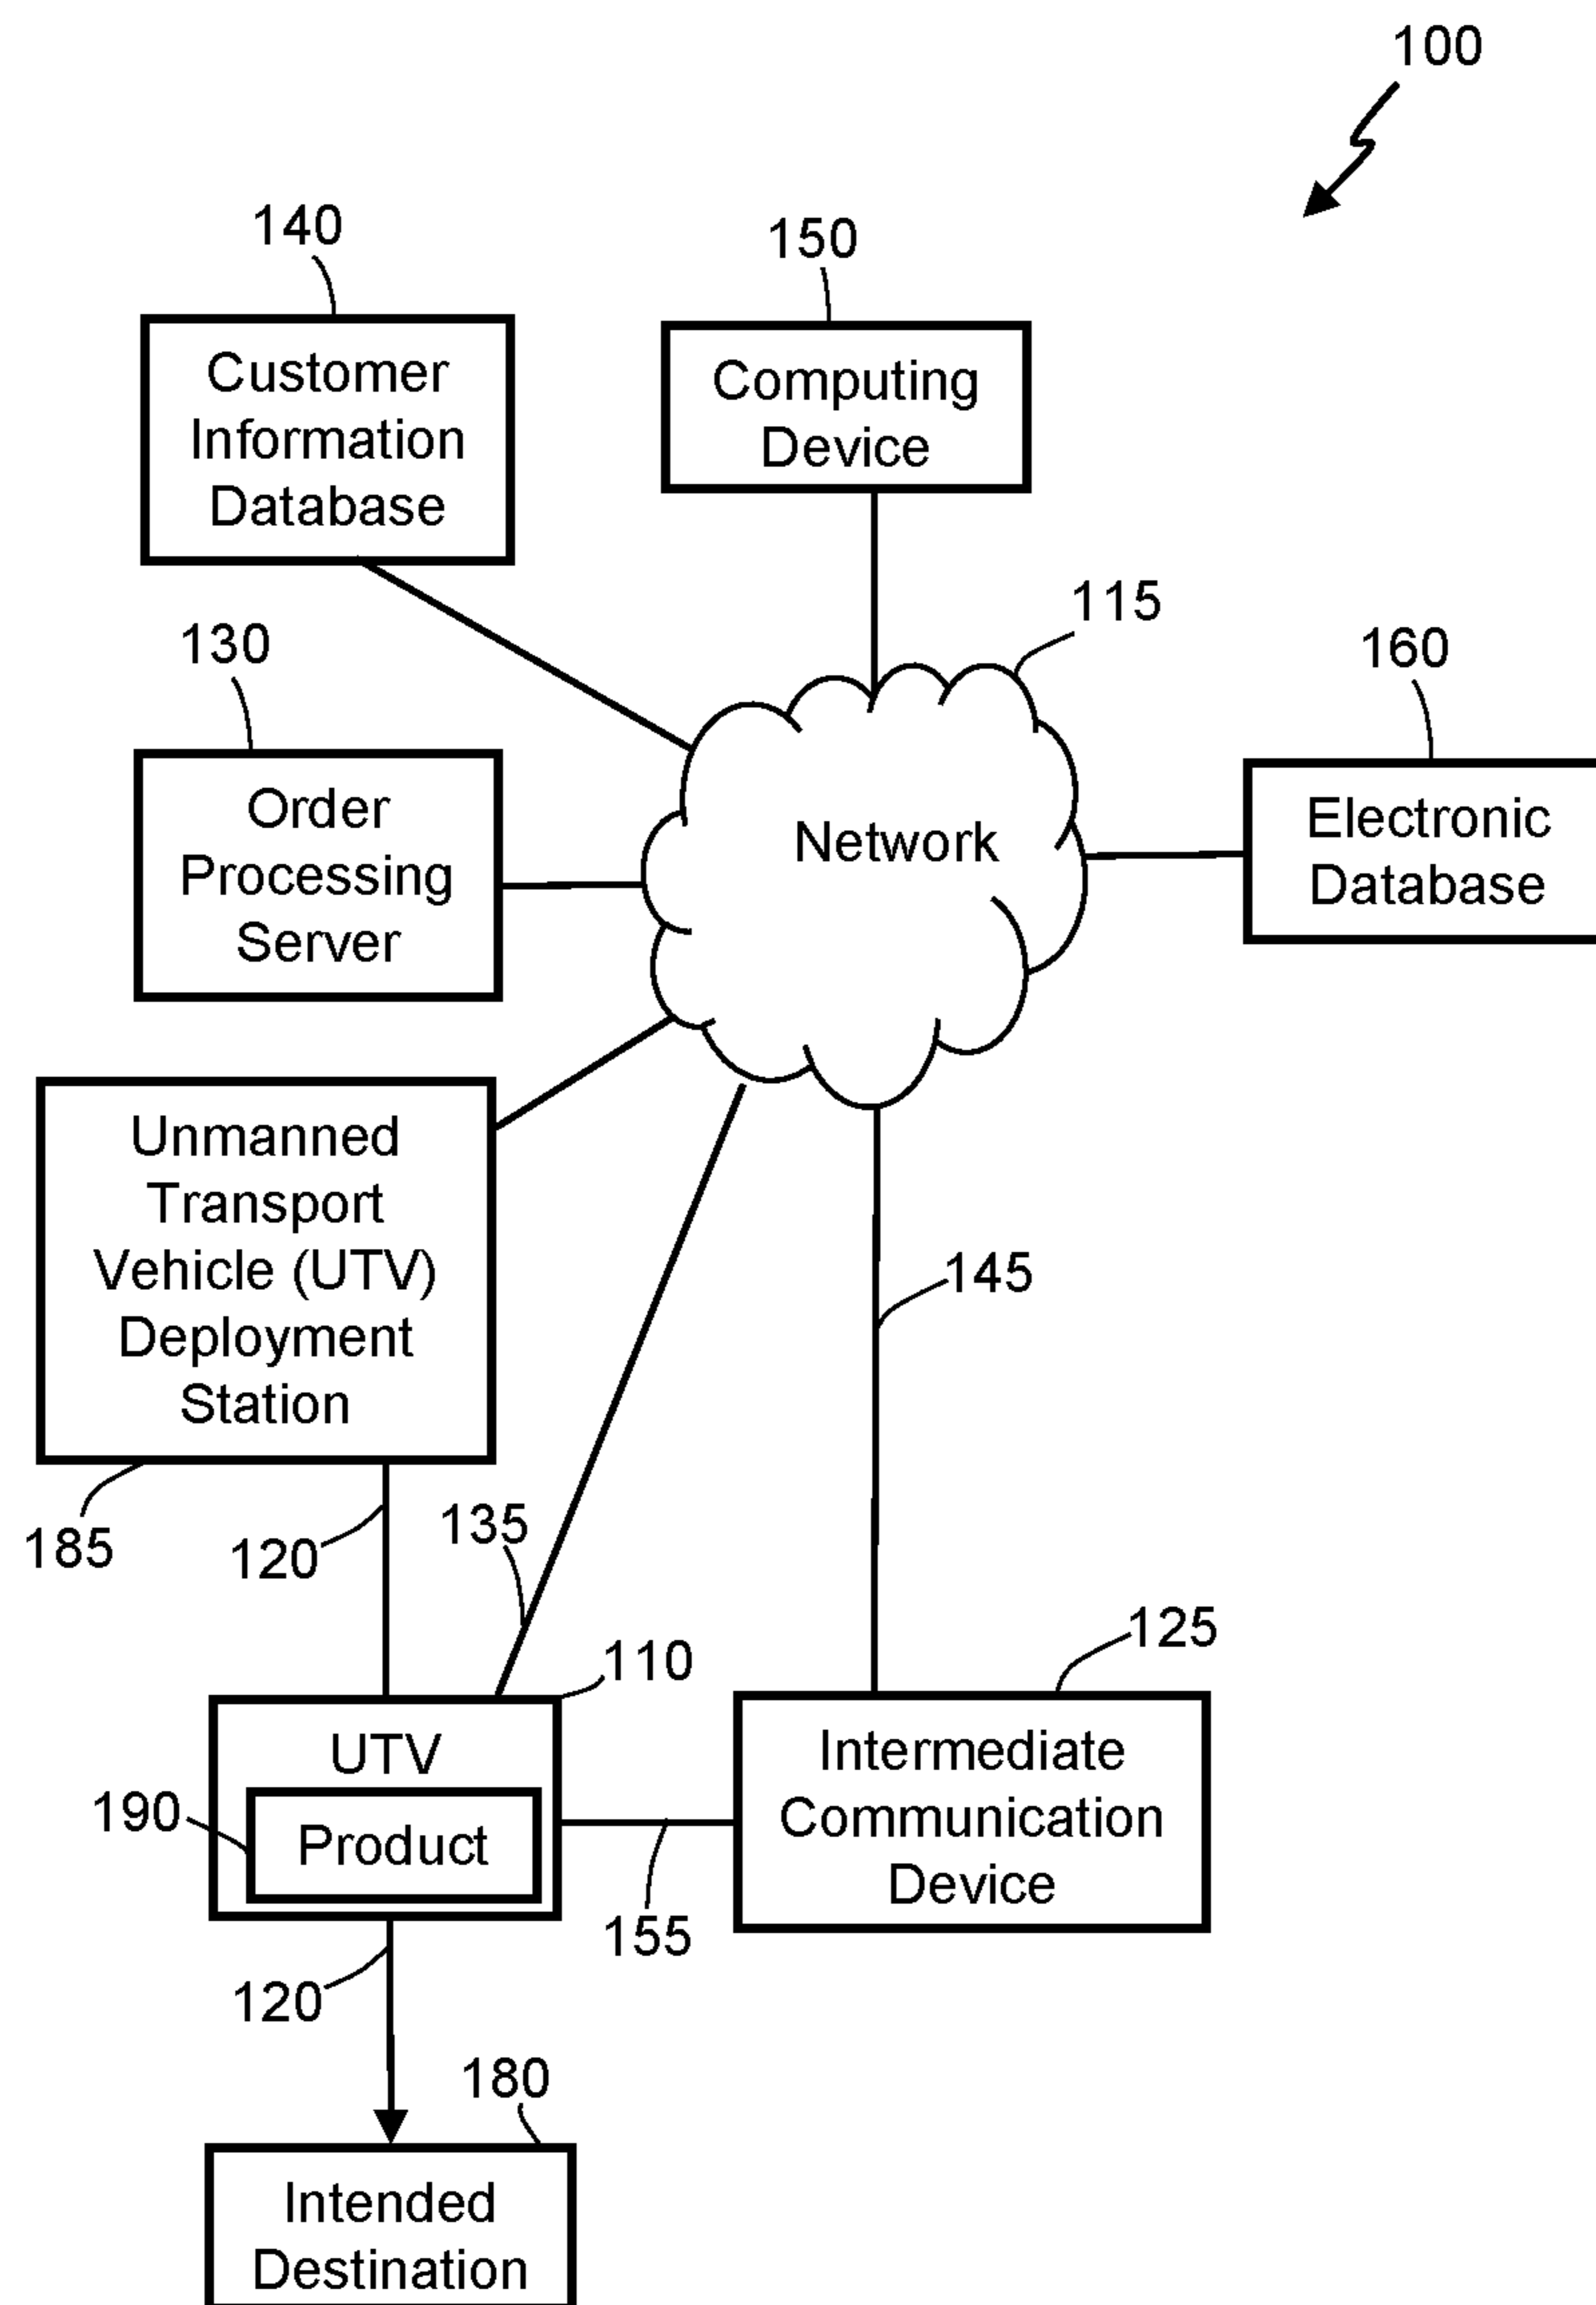 100
140
150
Customer
Information
Database
Computing
Device
115
130
160
Order
Processing
Server
Network
Electronic
Database
Unmanned
Transport
Vehicle (UTV)
Deployment
Station
145
185
120
135
110
125
UTV
190
Product
Intermediate
Communication
Device
155
120
180
Intended
Destination